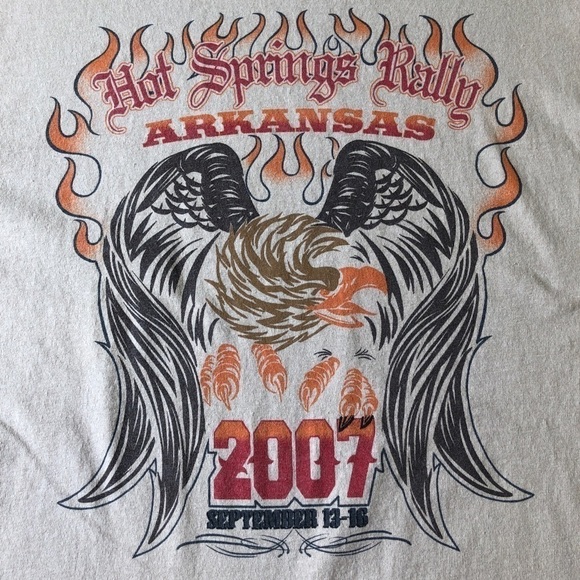 Hot Springs Rally
ARKANSAS
2007
SEPTEMBER 13-16